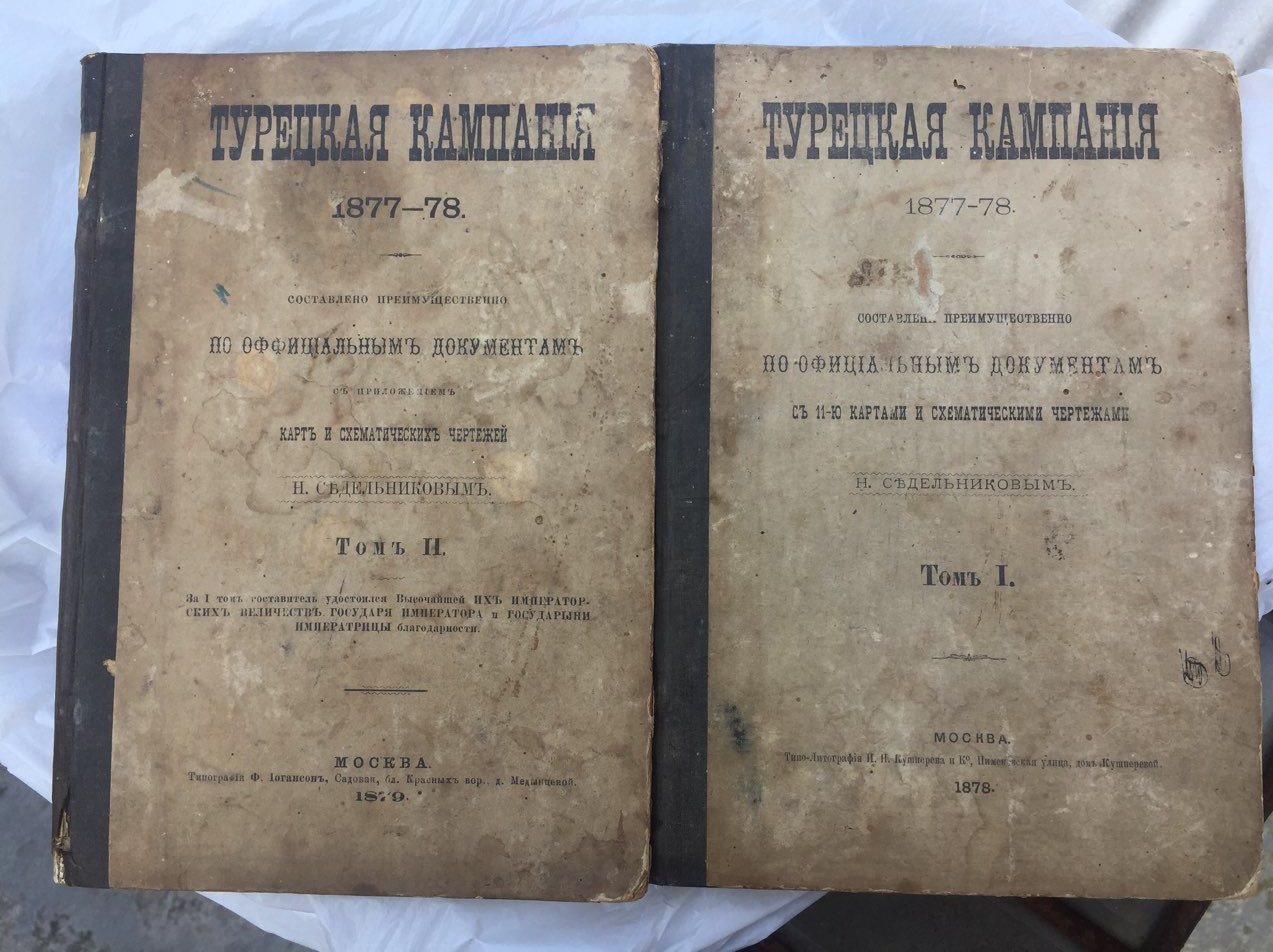 ТУРЕЦКАЯ КАМПАНІЯ
1877—78.
СОСТАВЛЕНО ПРЕИМУЩЕСТВЕННО
ПО ОФФИЦІАЛЬНЫМЪ ДОКУМЕНТАМЪ
СЪ ПРИЛОЖЕНІЕМЪ
КАРТЪ И СХЕМАТИЧЕСКИХЪ ЧЕРТЕЖЕЙ
Н. СѢДЕЛЬНИКОВЫМЪ.
Томъ II.
За I томъ составитель удостоился Высочайшей ИХЪ ИМПЕРАТОР-
СКИХЪ ВЕЛИЧЕСТВЪ ГОСУДАРЯ ИМПЕРАТОРА и ГОСУДАРЫНИ
ИМПЕРАТРИЦЫ благодарности.
МОСКВА.
Типографія Ф. Іогансонъ, Садовая, бл. Красныхъ вор., д. Медынцевой.
1879.
ТУРЕЦКАЯ КАМПАНІЯ
1877-78.
СОСТАВЛЕНО ПРЕИМУЩЕСТВЕННО
ПО ОФИЦІАЛЬНЫМЪ ДОКУМЕНТАМЪ
СЪ 11-Ю КАРТАМИ И СХЕМАТИЧЕСКИМИ ЧЕРТЕЖАМИ
Н. СѢДЕЛЬНИКОВЫМЪ.
Томъ I.
МОСКВА.
Типо-Литографія И. Н. Кушнерева и Ко, Пименовская улица, домъ Кушнеревой.
1878.